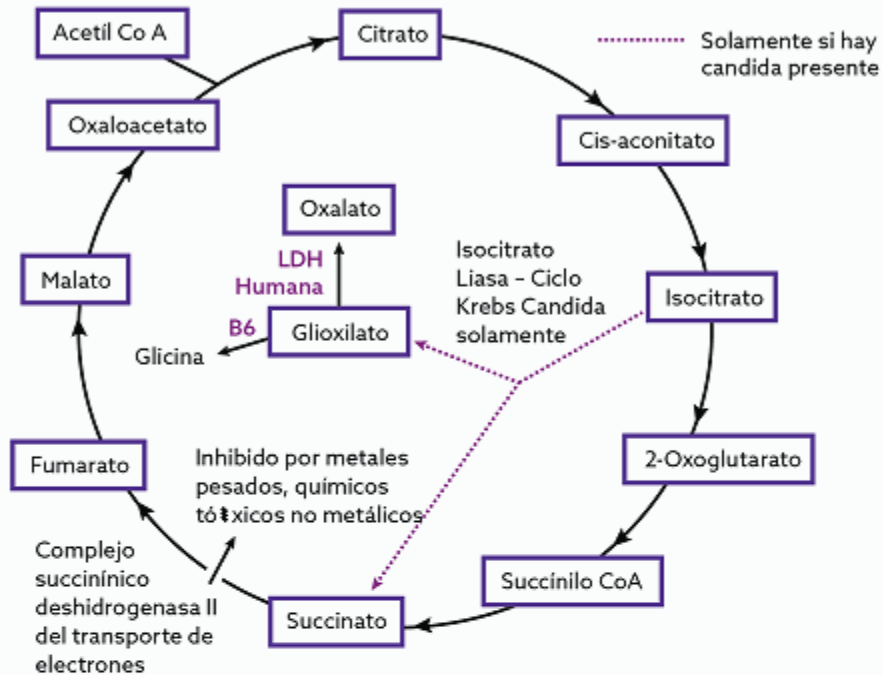 Acetíl Co A
Citrato
Solamente si hay
candida presente
Oxaloacetato
Cis-aconitato
Oxalato
LDH
Humana
Isocitrato
Liasa – Ciclo
Krebs Candida
solamente
Malato
Isocitrato
B6
Glioxilato
Glicina
Fumarato
Inhibido por metales
pesados, químicos
tóxicos no metálicos
2-Oxoglutarato
Complejo
succinínico
deshidrogenasa II
del transporte de
electrones
Succínilo CoA
Succinato